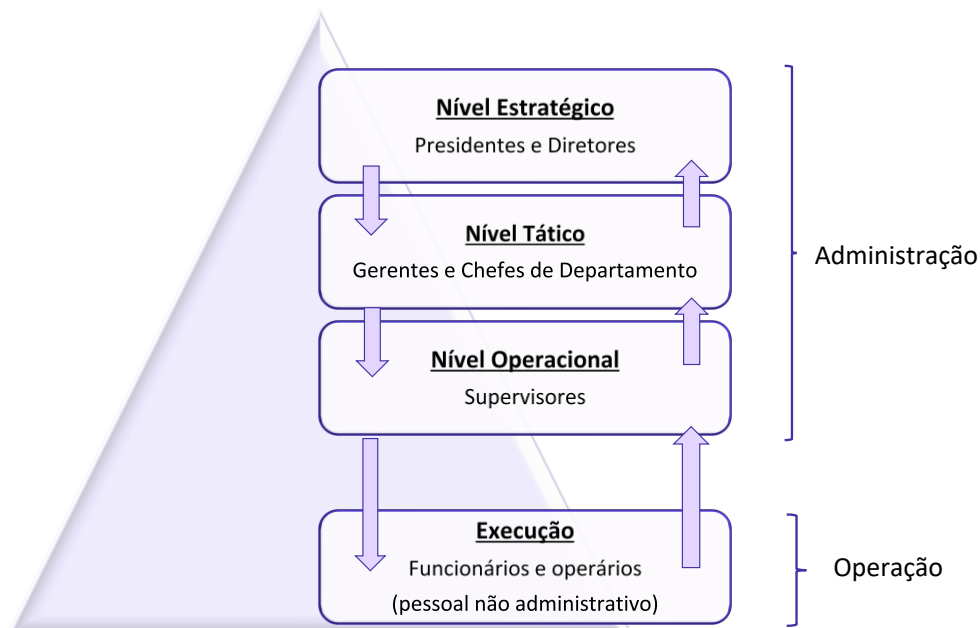 Nível Estratégico
Presidentes e Diretores
Nível Tático
Gerentes e Chefes de Departamento
Administração
Nível Operacional
Supervisores
Execução
Funcionários e operários
(pessoal não administrativo)
Operação